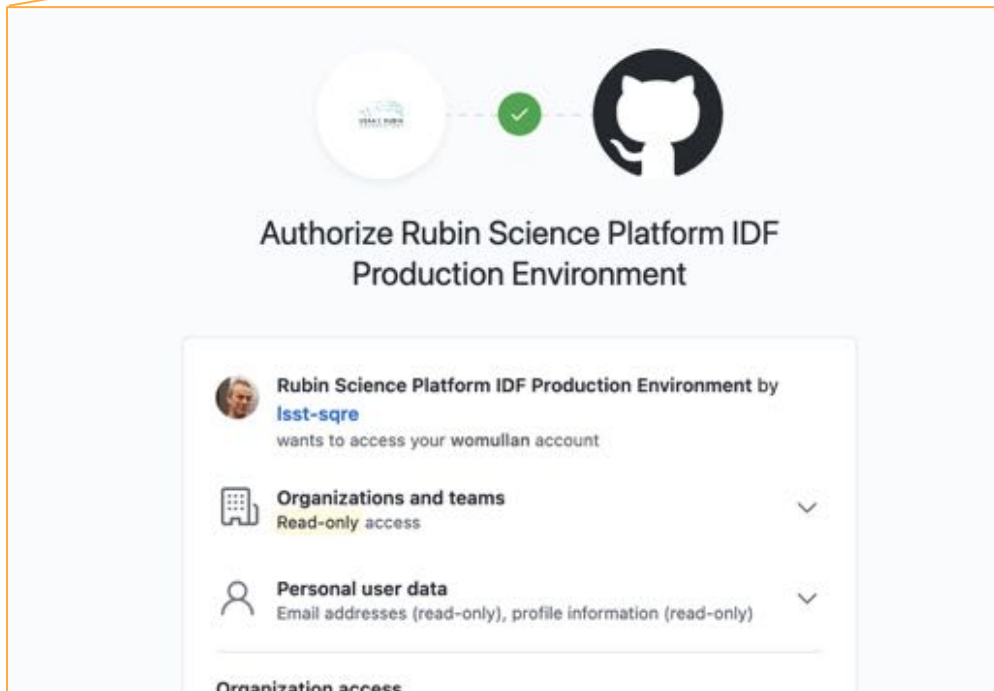 Authorize Rubin Science Platform IDF
Production Environment
Rubin Science Platform IDF Production Environment by
lsst-sqre
wants to access your womullan account
Organizations and teams
Read-only access
Personal user data
Email addresses (read-only), profile information (read-only)
Organization access